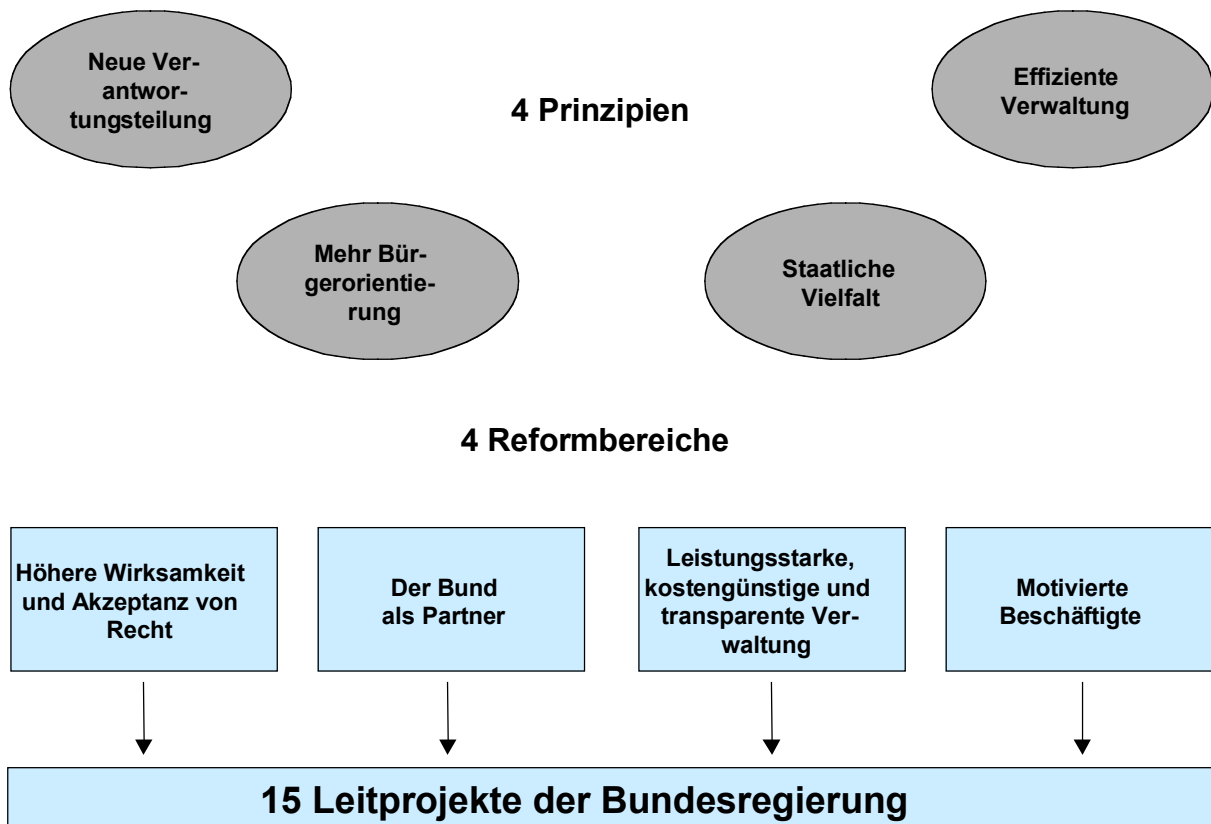 Neue Ver-
antwor-
tungsteilung
4 Prinzipien
Effiziente
Verwaltung
Mehr Bür-
gerorientie-
rung
Staatliche
Vielfalt
4 Reformbereiche
Höhere Wirksamkeit
und Akzeptanz von
Recht
Der Bund
als Partner
Leistungsstarke,
kostengünstige und
transparente Ver-
waltung
Motivierte
Beschäftigte
15 Leitprojekte der Bundesregierung